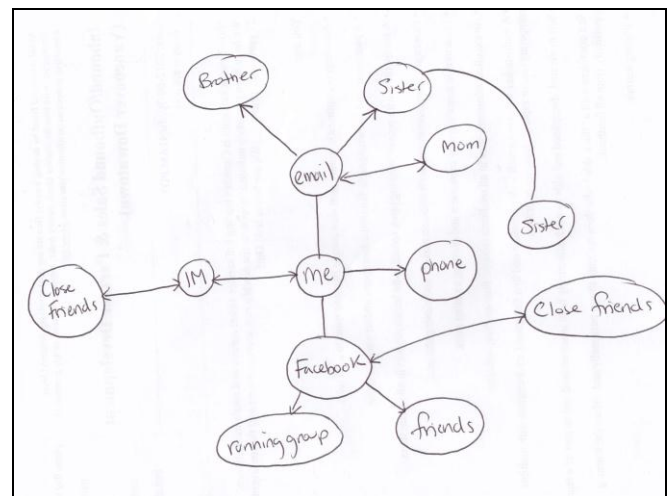 Brother
Sister
Mom
email
Sister
Close
Friends
IM
Me
phone
Close friends
Facebook
running group
friends